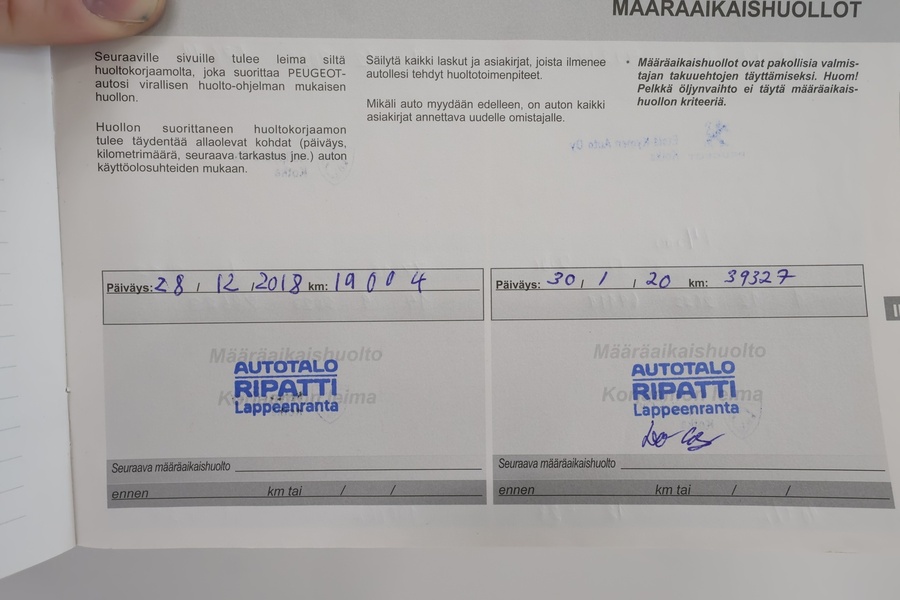 MÄÄRÄAIKAISHUOLLOT
Seuraaville sivuille tulee leima siltä
huoltokorjaamolta, joka suorittaa PEUGEOT-
autosi virallisen huolto-ohjelman mukaisen
huollon.
Huollon suorittaneen huoltokorjaamon
tulee täydentää allaolevat kohdat (päiväys,
kilometrimäärä, seuraava tarkastus jne.) auton
käyttöolosuhteiden mukaan.
Säilytä kaikki laskut ja asiakirjat, joista ilmenee
autollesi tehdyt huoltotoimenpiteet.
Mikäli auto myydään edelleen, on auton kaikki
asiakirjat annettava uudelle omistajalle.
• Määräaikaishuollot ovat pakollisia valmis-
tajan takuuehtojen täyttämiseksi. Huom!
Pelkkä öljynvaihto ei täytä määräaikais-
huollon kriteeriä.
Päiväys: 28 / 12 / 2018 km: 19004
Määräaikaishuolto
AUTOTALO
RIPATTI
Lappeenranta
Seuraava määräaikaishuolto
ennen km tai / /
Päiväys: 30 / 1 / 20 km: 39327
Määräaikaishuolto
AUTOTALO
RIPATTI
Lappeenranta
Seuraava määräaikaishuolto
ennen km tai / /